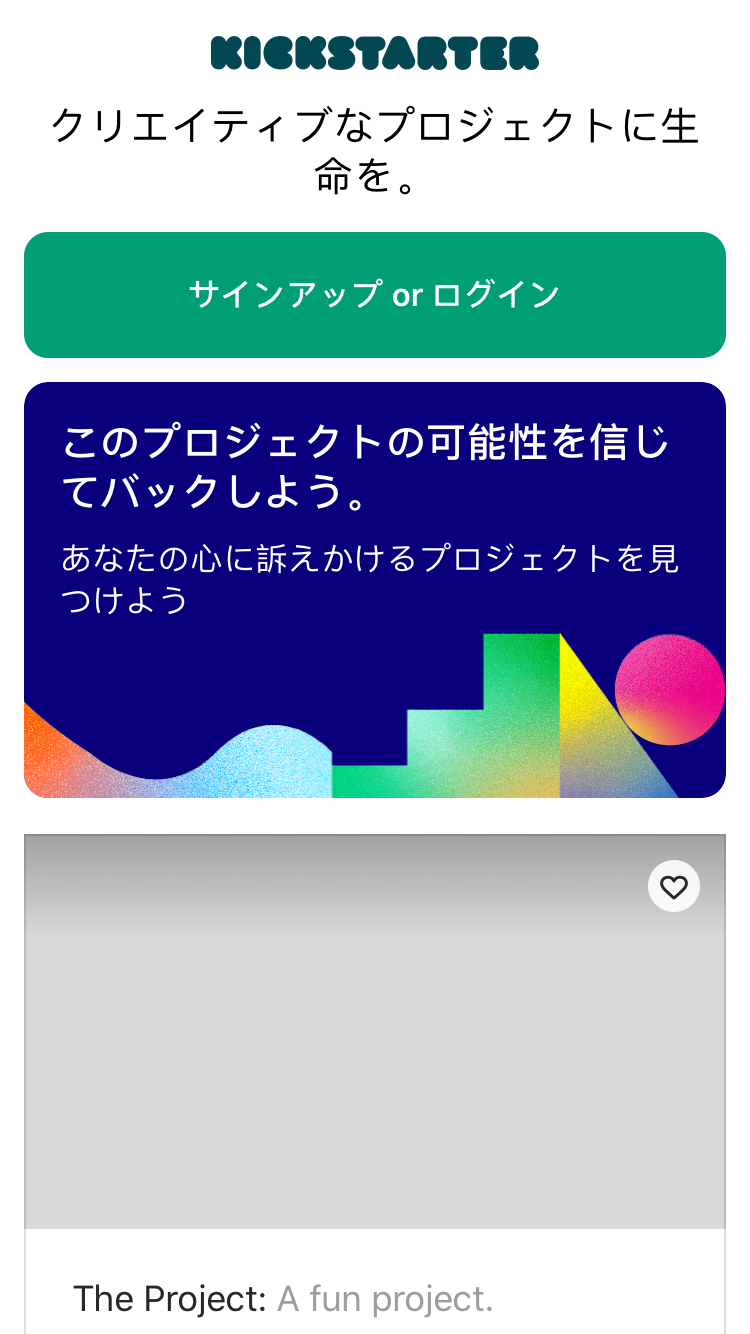 KICKSTARTER
クリエイティブなプロジェクトに生
命を。
サインアップ or ログイン
このプロジェクトの可能性を信じ
てバックしよう。
あなたの心に訴えかけるプロジェクトを見
つけよう
The Project: A fun project.